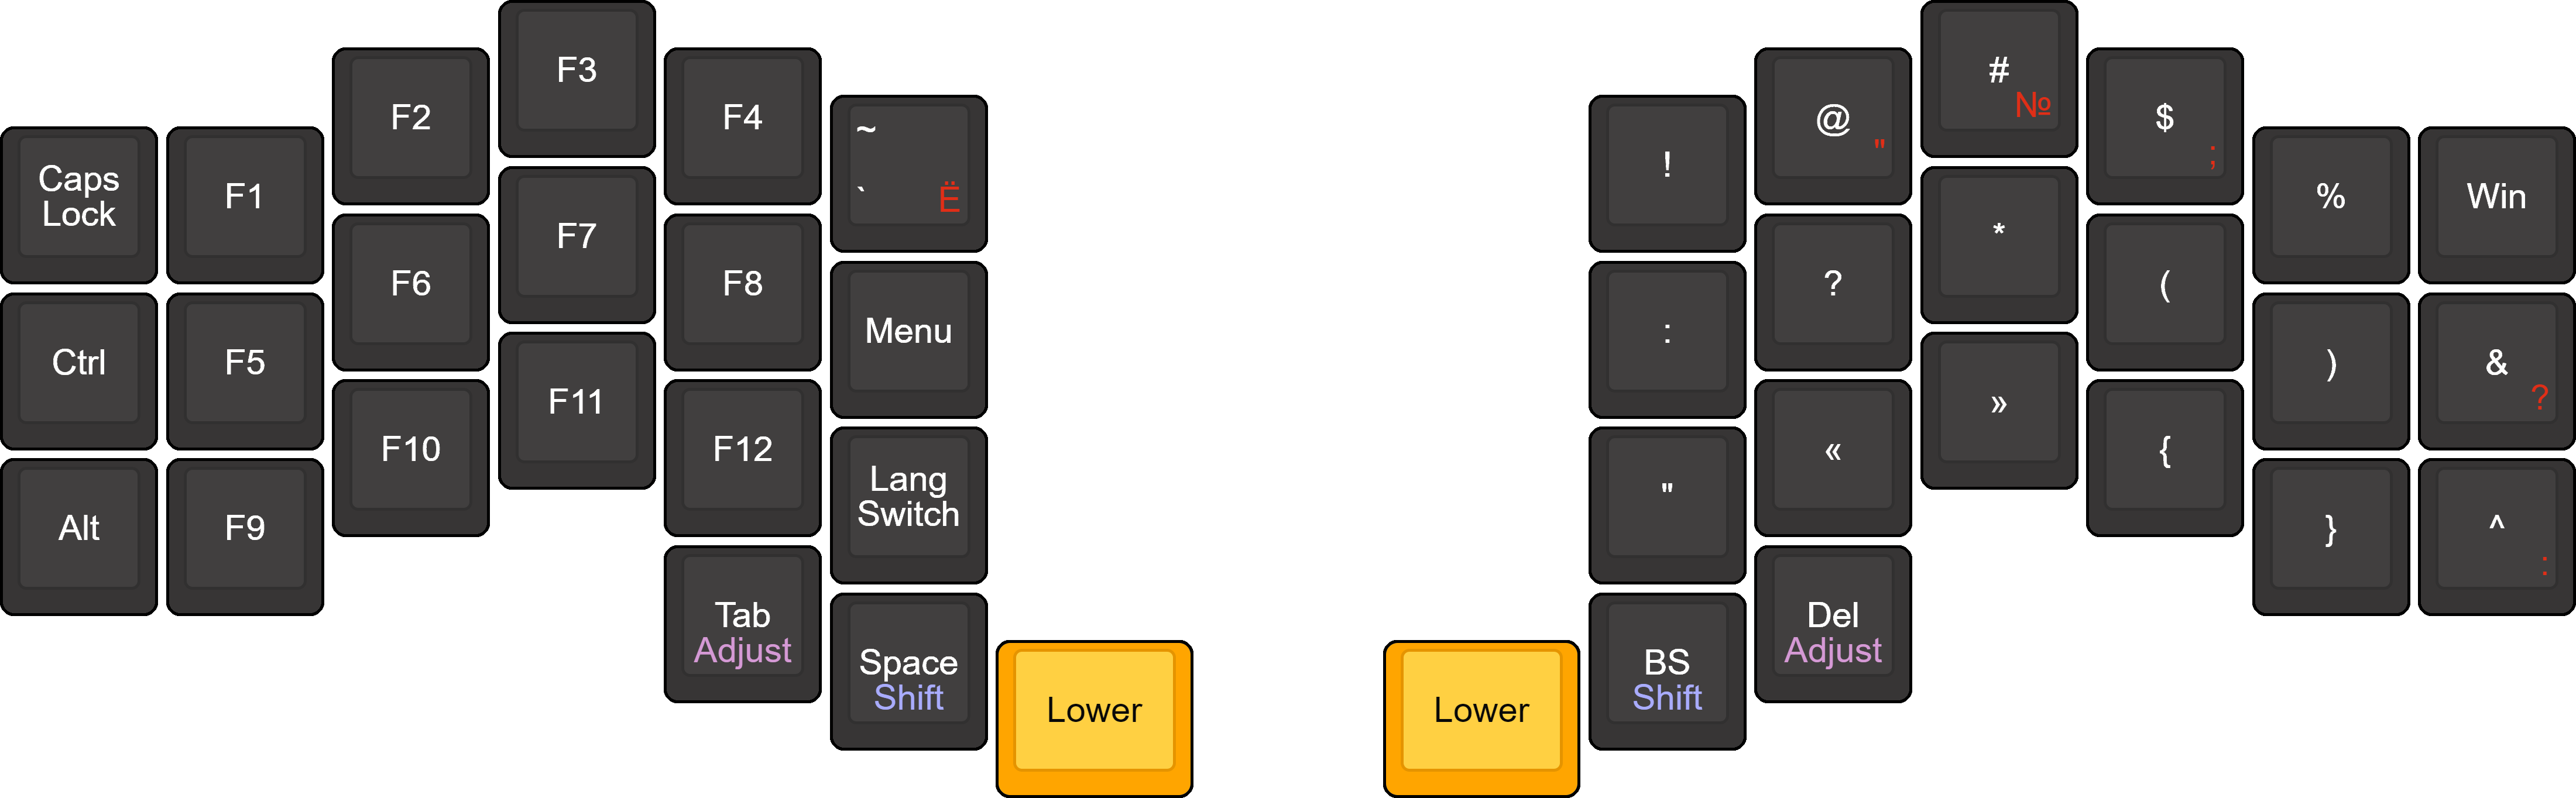 Caps
Lock
F1
F2
F3
F4
~
` Ё
!
@
"
#
№
$
;
%
Win
Ctrl
F5
F6
F7
F8
Menu
:
?
*
(
)
&
?
Alt
F9
F10
F11
F12
Lang
Switch
"
«
»
{
}
^
:
Tab
Adjust
Space
Shift
Lower
Lower
BS
Shift
Del
Adjust